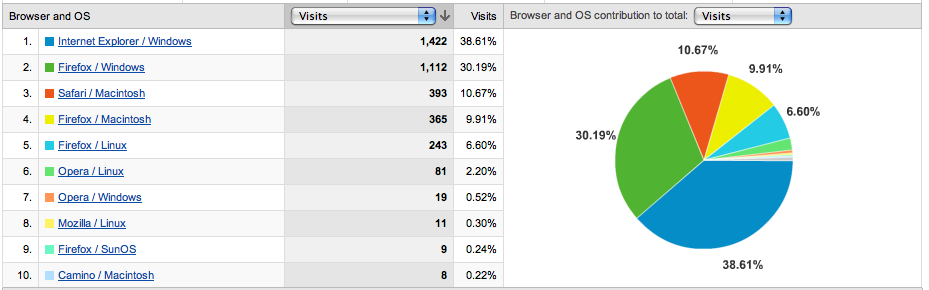 Browser and OS Visits Visits Browser and OS contribution to total: Visits
1. Internet Explorer / Windows 1,422 38.61%
2. Firefox / Windows 1,112 30.19%
3. Safari / Macintosh 393 10.67%
4. Firefox / Macintosh 365 9.91%
5. Firefox / Linux 243 6.60%
6. Opera / Linux 81 2.20%
7. Opera / Windows 19 0.52%
8. Mozilla / Linux 11 0.30%
9. Firefox / SunOS 9 0.24%
10. Camino / Macintosh 8 0.22%
10.67%
9.91%
6.60%
30.19%
38.61%